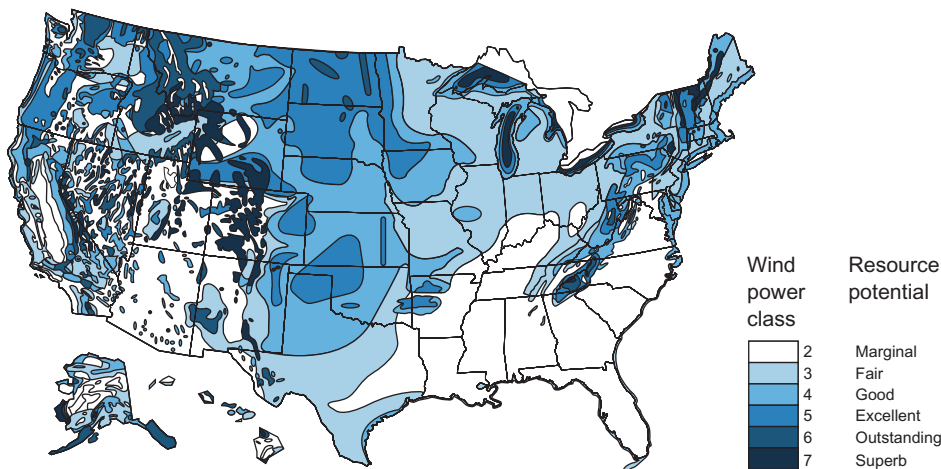 Wind power class
Resource potential
2 Marginal
3 Fair
4 Good
5 Excellent
6 Outstanding
7 Superb